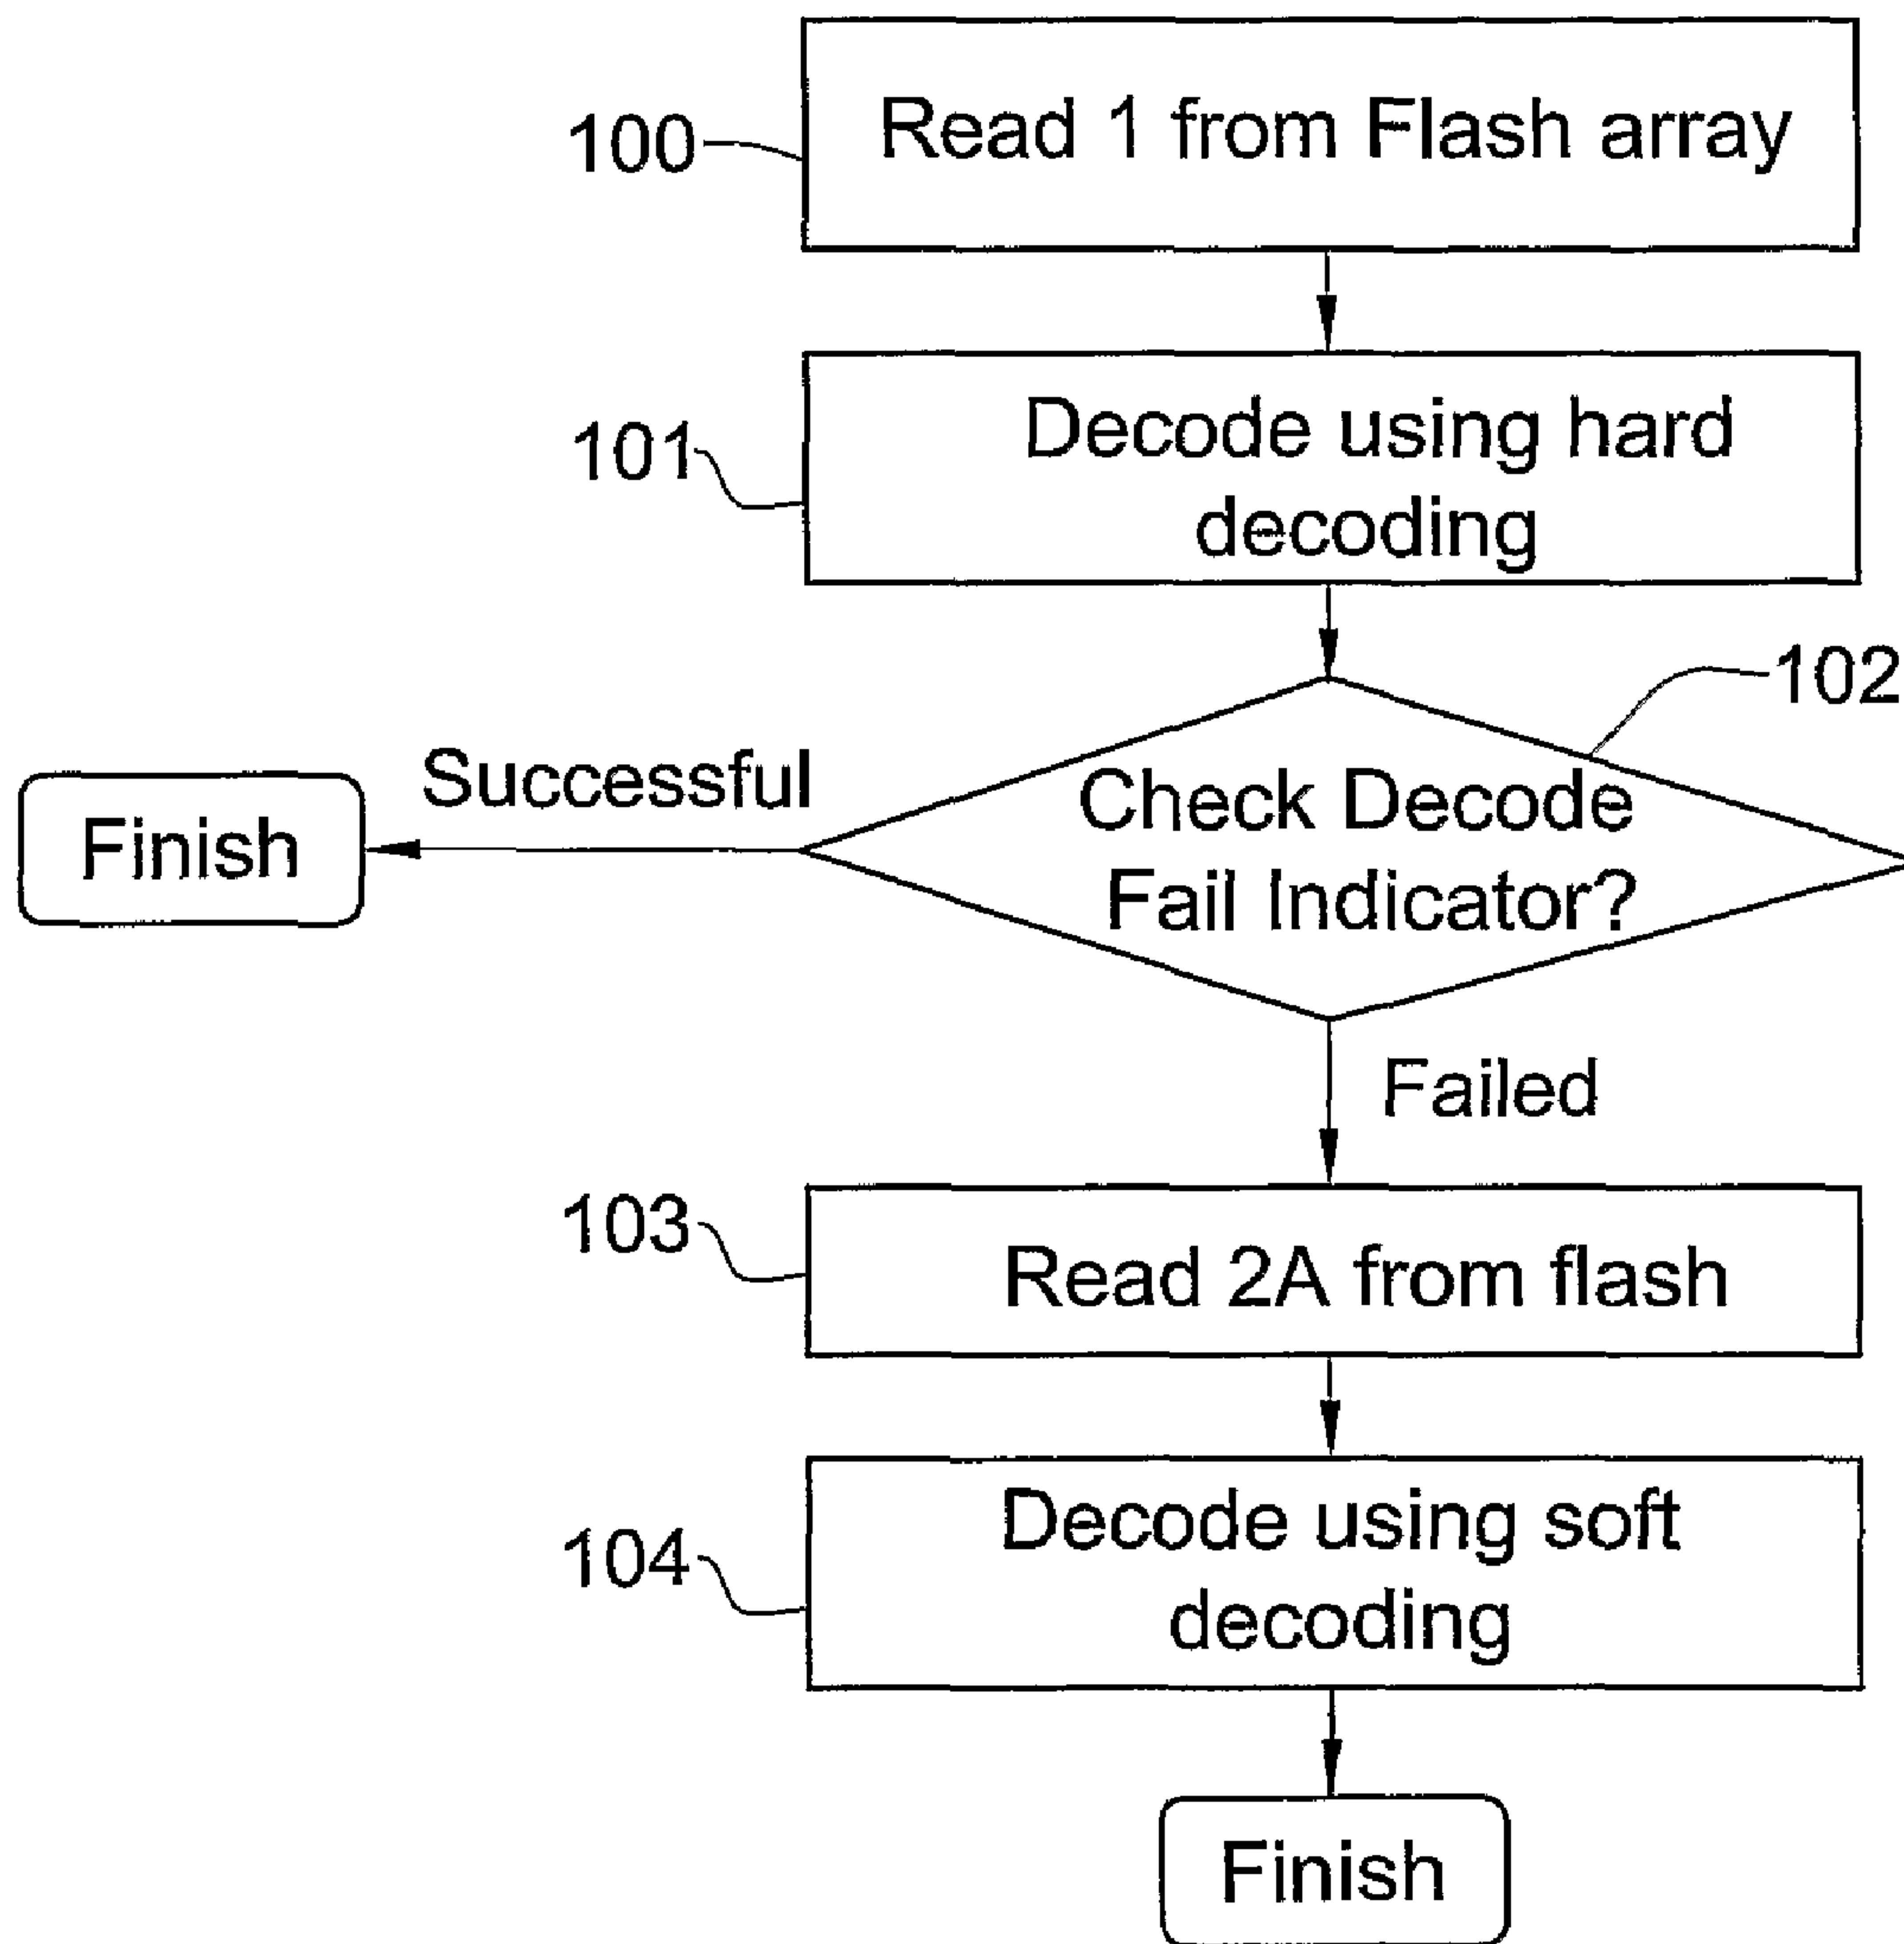 100
Read 1 from Flash array
101
Decode using hard
decoding
102
Successful
Check Decode
Fail Indicator?
Finish
Failed
103
Read 2A from flash
104
Decode using soft
decoding
Finish